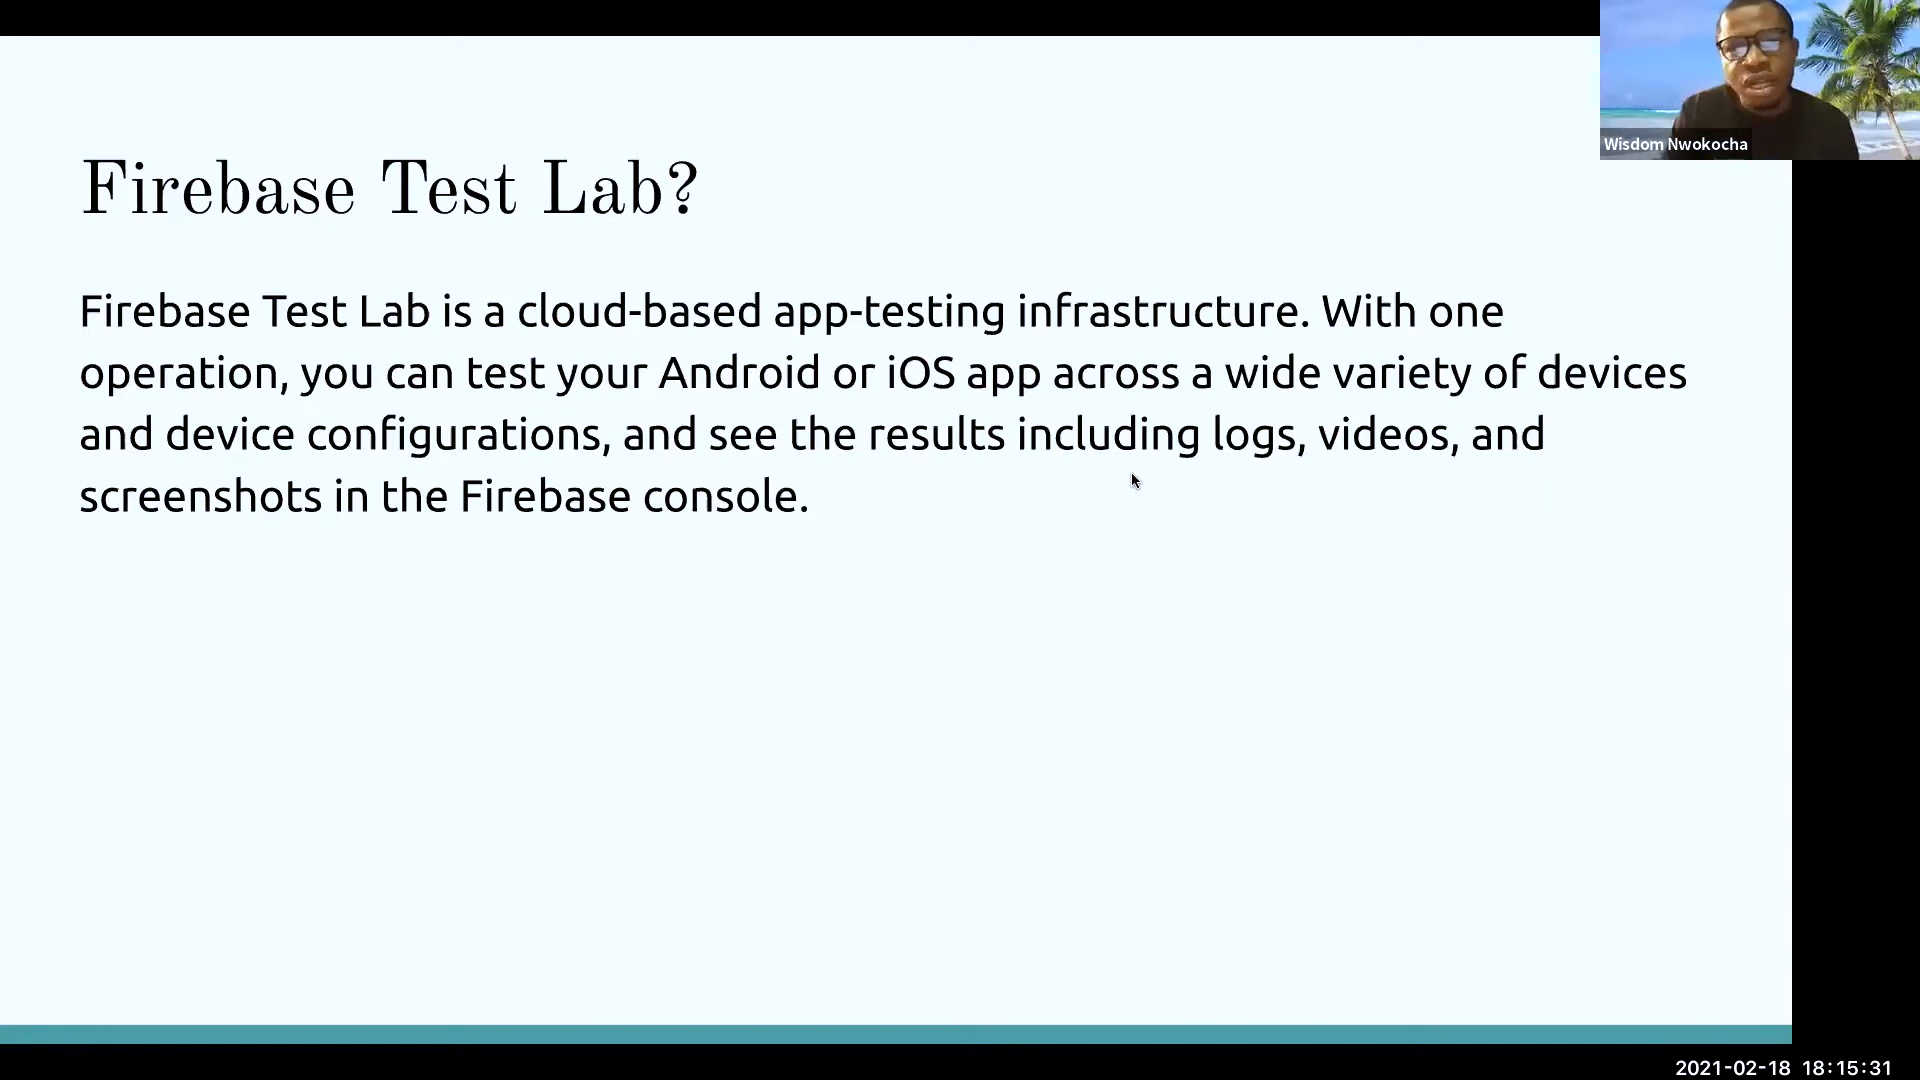 Wisdom Nwokocha
Firebase Test Lab?
Firebase Test Lab is a cloud-based app-testing infrastructure. With one
operation, you can test your Android or iOS app across a wide variety of devices
and device configurations, and see the results including logs, videos, and
screenshots in the Firebase console.
2021-02-18 18:15:31